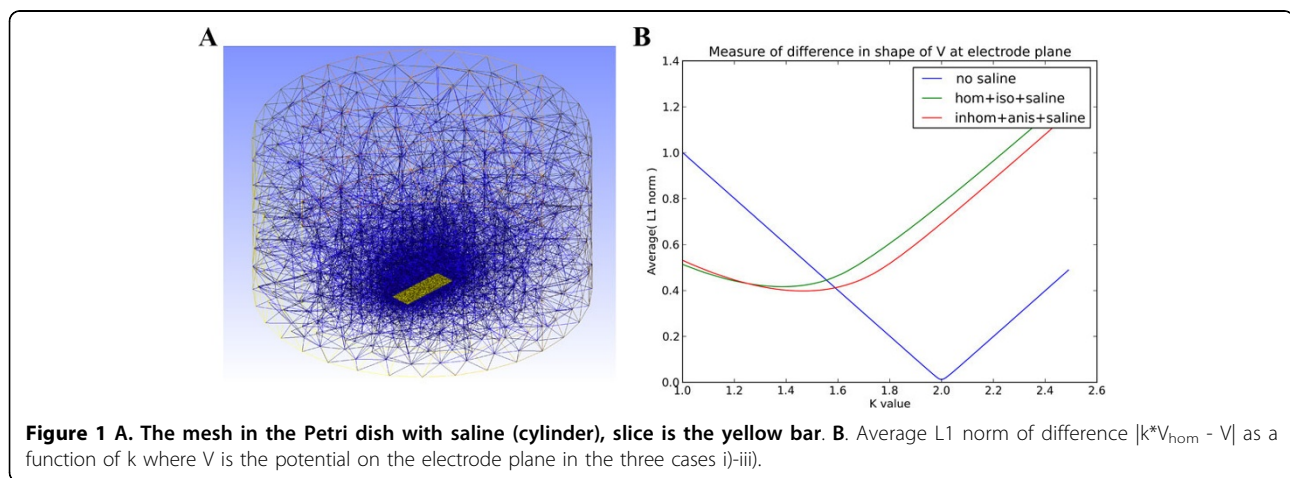 A
B
Measure of difference in shape of V at electrode plane
1.4
no saline
hom+iso+saline
inhom+anis+saline
1.2
1.0
0.8
0.6
0.4
0.2
0.0
Average( L1 norm )
1.0 1.2 1.4 1.6 1.8 2.0 2.2 2.4 2.6
K value
Figure 1 A. The mesh in the Petri dish with saline (cylinder), slice is the yellow bar. B. Average L1 norm of difference |k*Vhom - V| as a
function of k where V is the potential on the electrode plane in the three cases i)-iii).